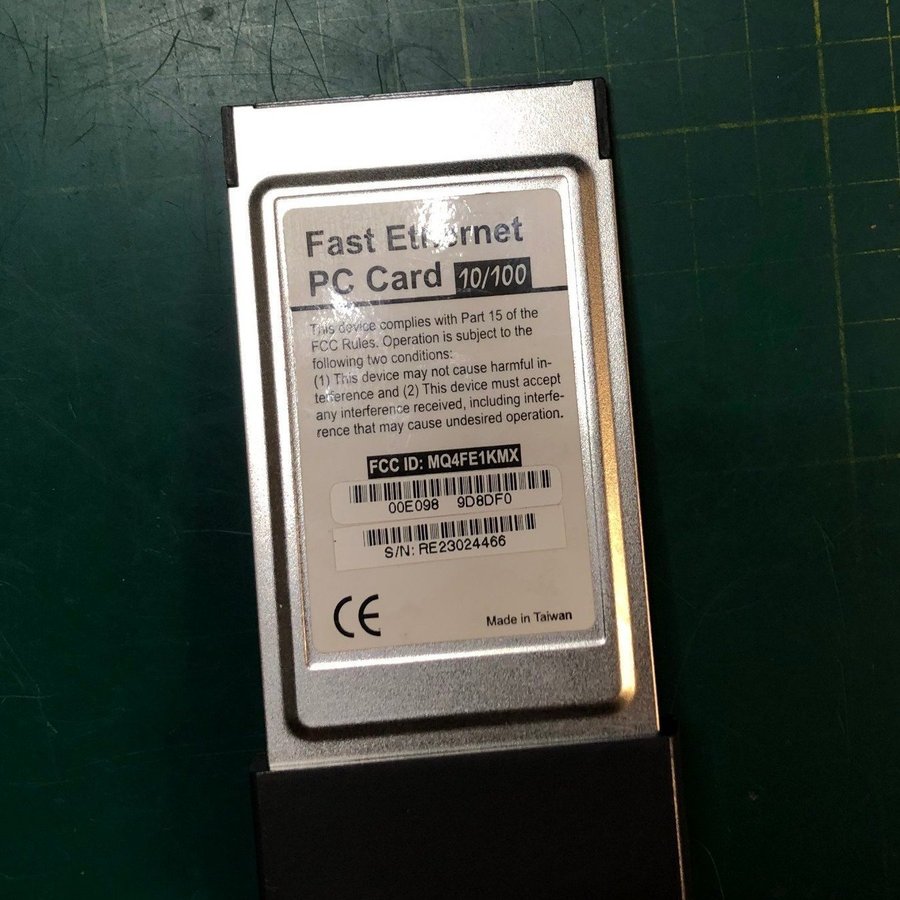 Fast Ethernet
PC Card 10/100
This device complies with Part 15 of the
FCC Rules. Operation is subject to the
following two conditions:
(1) This device may not cause harmful in-
terference and (2) This device must accept
any interference received, including interfe-
rence that may cause undesired operation.
FCC ID: MQ4FE1KMX
00E098 9D8DF0
S/N: RE23024466
CE
Made in Taiwan